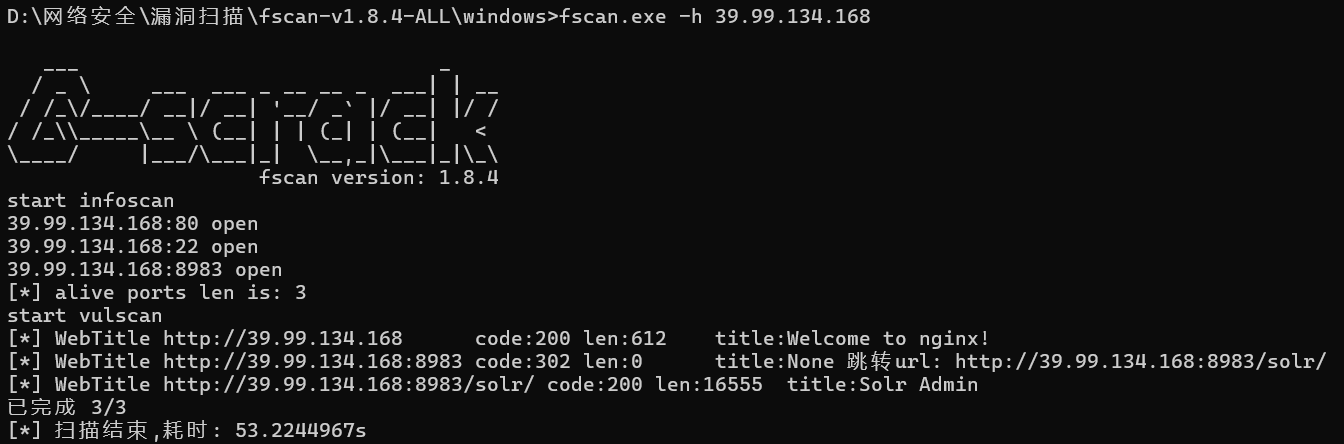 D:\网络安全\漏洞扫描\fscan-v1.8.4-ALL\windows>fscan.exe -h 39.99.134.168
   ___                              _
  / _ \     ___  ___ _ __ __ _  ___| | __
 / /_\/____/ __|/ __| '__/ _` |/ __| |/ /
/ /_\\_____\__ \ (__| | | (_| | (__|   <
\____/     |___/\___|_|  \__,_|\___|_|\_\
                     fscan version: 1.8.4
start infoscan
39.99.134.168:80 open
39.99.134.168:22 open
39.99.134.168:8983 open
[*] alive ports len is: 3
start vulscan
[*] WebTitle http://39.99.134.168      code:200 len:612    title:Welcome to nginx!
[*] WebTitle http://39.99.134.168:8983 code:302 len:0      title:None 跳转url: http://39.99.134.168:8983/solr/
[*] WebTitle http://39.99.134.168:8983/solr/ code:200 len:16555  title:Solr Admin
已完成 3/3
[*] 扫描结束,耗时: 53.2244967s